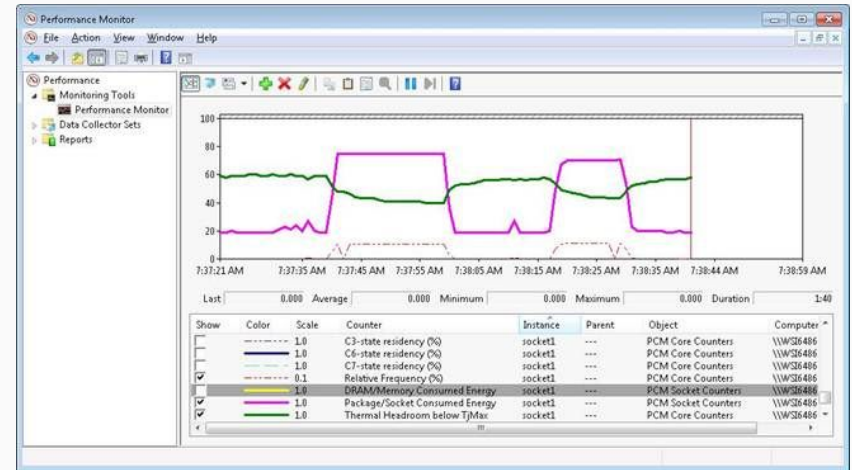 Performance Monitor
File Action View Window Help
Performance
Monitoring Tools
Performance Monitor
Data Collector Sets
Reports
100
80
60
40
20
0
7:37:21 AM 7:37:35 AM 7:37:45 AM 7:37:55 AM 7:38:05 AM 7:38:15 AM 7:38:25 AM 7:38:35 AM 7:38:44 AM 7:38:59 AM
Last 0.000 Average 0.000 Minimum 0.000 Maximum 0.000 Duration 1:40
Show Color Scale Counter Instance Parent Object Computer
1.0 C3-state residency (%) socket1 --- PCM Core Counters \\WSI6486
1.0 C6-state residency (%) socket1 --- PCM Core Counters \\WSI6486
1.0 C7-state residency (%) socket1 --- PCM Core Counters \\WSI6486
0.1 Relative Frequency (%) socket1 --- PCM Core Counters \\WSI6486
1.0 DRAM/Memory Consumed Energy socket1 --- PCM Socket Counters \\WSI6486
1.0 Package/Socket Consumed Energy socket1 --- PCM Socket Counters \\WSI6486
1.0 Thermal Headroom below TjMax socket1 --- PCM Core Counters \\WSI6486